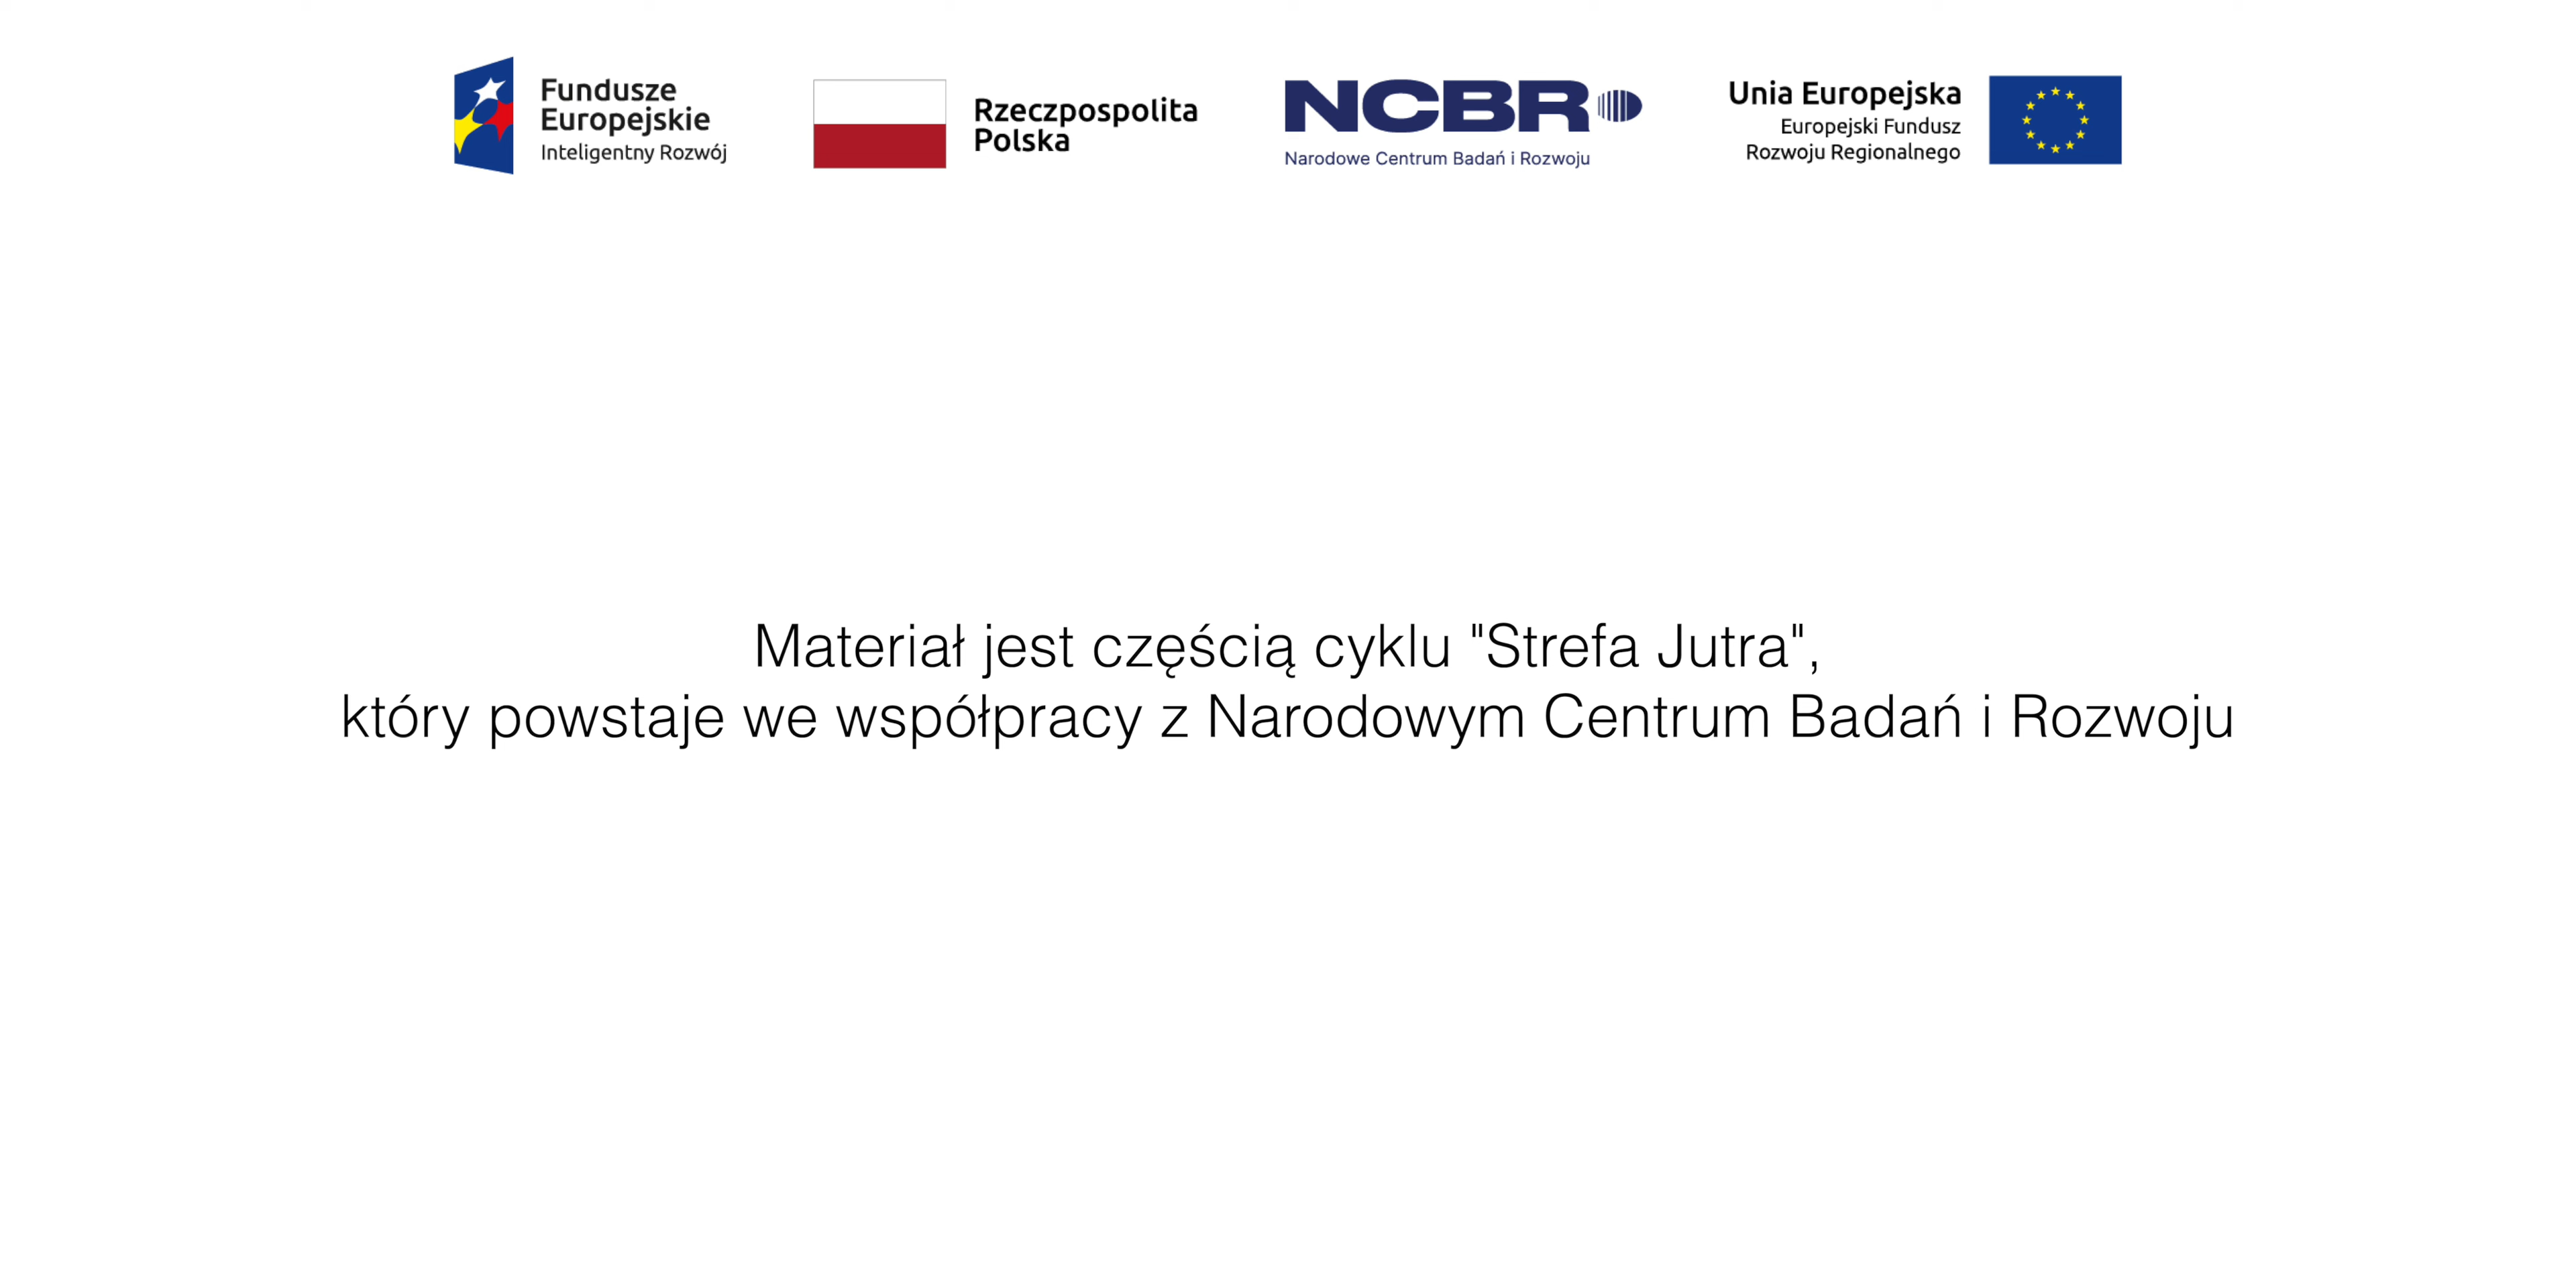 Fundusze
Europejskie
Inteligentny Rozwój
Rzeczpospolita
Polska
NCBR
Narodowe Centrum Badań i Rozwoju
Unia Europejska
Europejski Fundusz
Rozwoju Regionalnego
Materiał jest częścią cyklu "Strefa Jutra",
który powstaje we współpracy z Narodowym Centrum Badań i Rozwoju